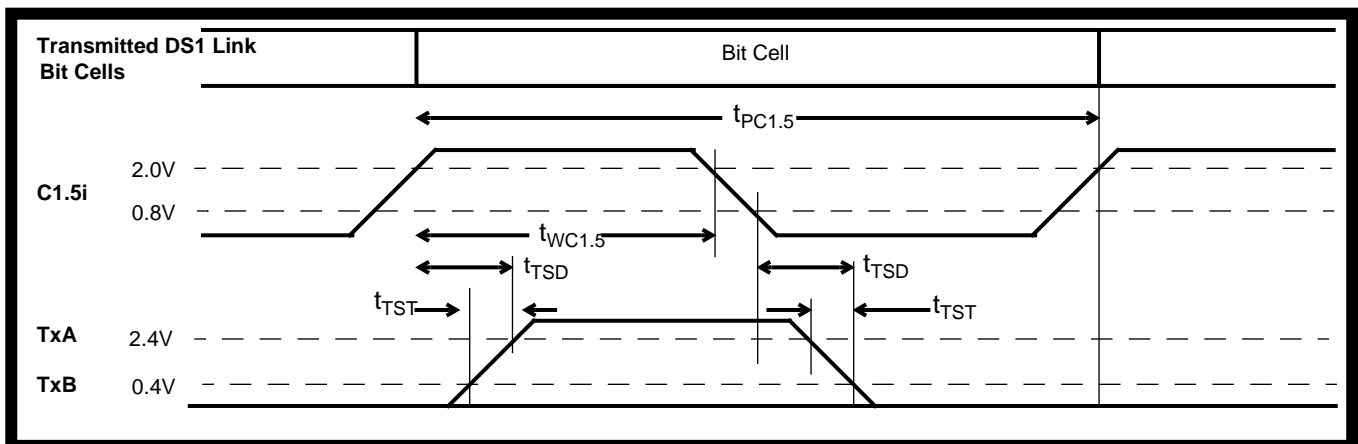 Transmitted DS1 Link
Bit Cells
Bit Cell
tPC1.5
2.0V
C1.5i
0.8V
tWC1.5
tTSD
tTSD
tTST
tTST
TxA
2.4V
TxB
0.4V